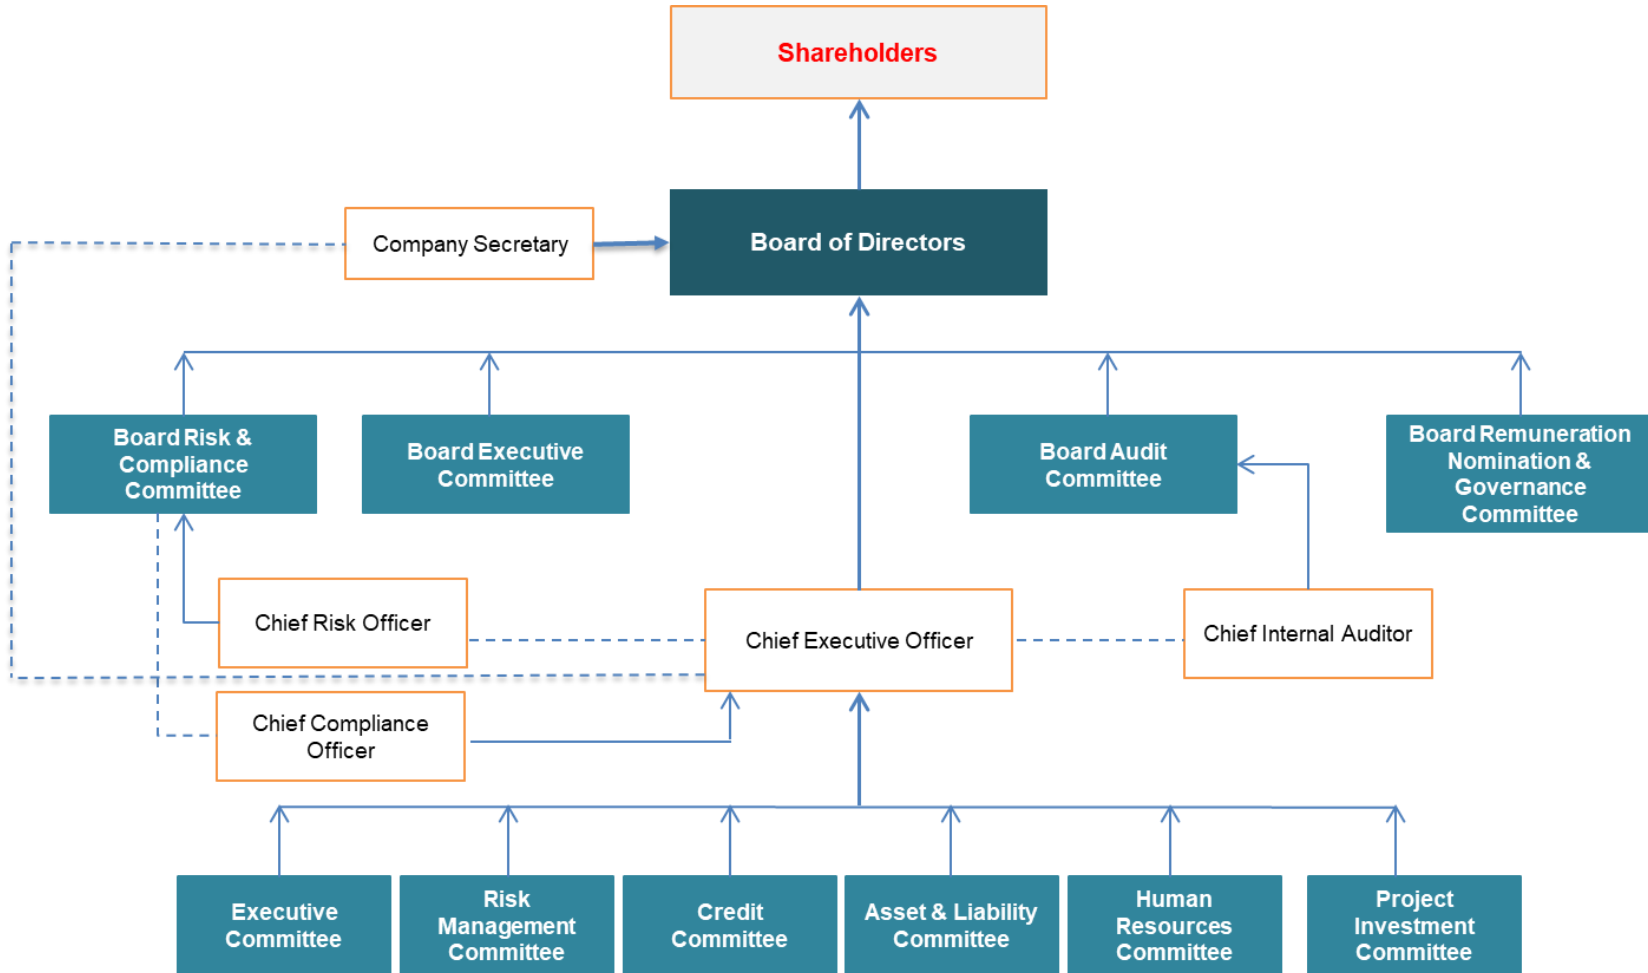 Shareholders
Company Secretary
Board of Directors
Board Risk &
Compliance
Committee
Board Executive
Committee
Board Audit
Committee
Board Remuneration
Nomination &
Governance
Committee
Chief Risk Officer
Chief Executive Officer
Chief Internal Auditor
Chief Compliance
Officer
Executive
Committee
Risk
Management
Committee
Credit
Committee
Asset & Liability
Committee
Human
Resources
Committee
Project
Investment
Committee